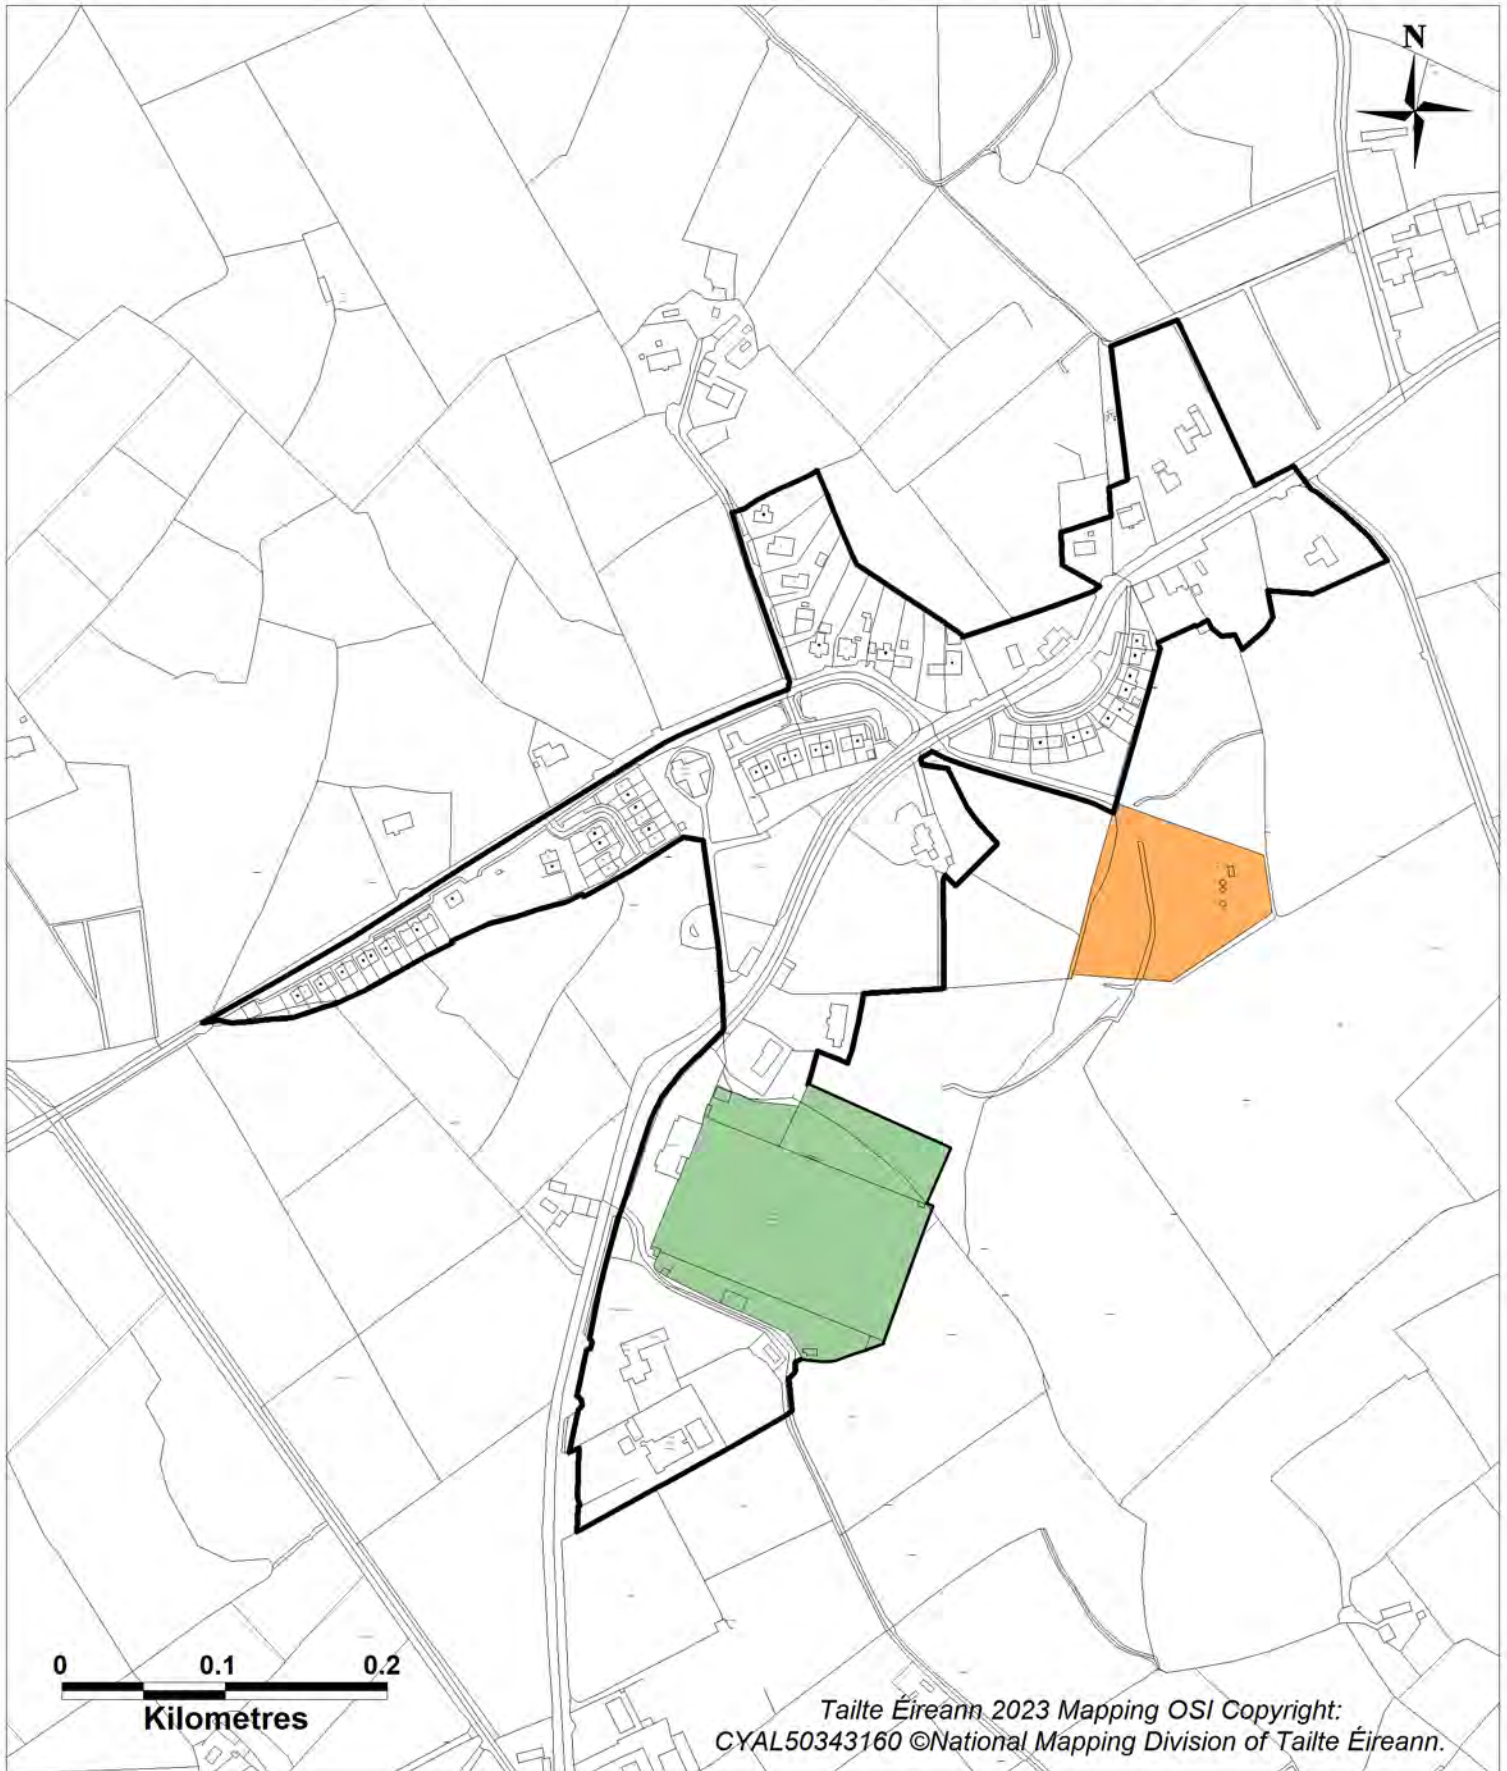 N
0 0.1 0.2
Kilometres
Tailte Éireann 2023 Mapping OSI Copyright:
CYAL50343160 ©National Mapping Division of Tailte Éireann.